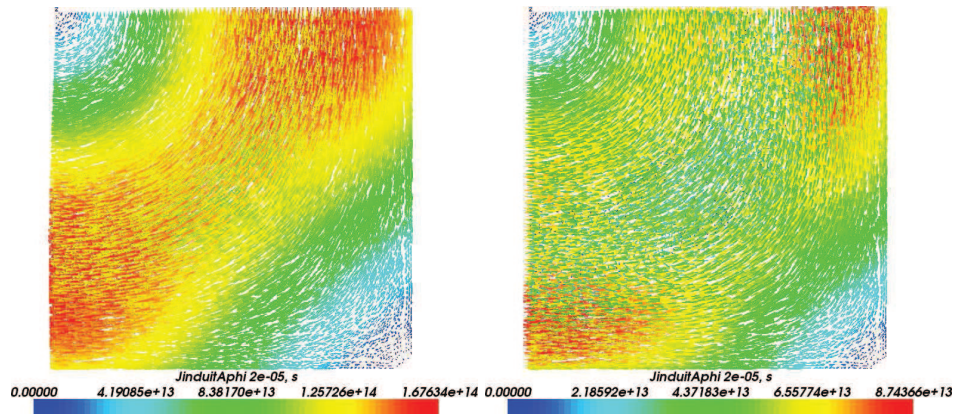 JinduitAphi 2e-05, s
0.00000 4.19085e+13 8.38170e+13 1.25726e+14 1.67634e+14
JinduitAphi 2e-05, s
0.00000 2.18592e+13 4.37183e+13 6.55774e+13 8.74366e+13